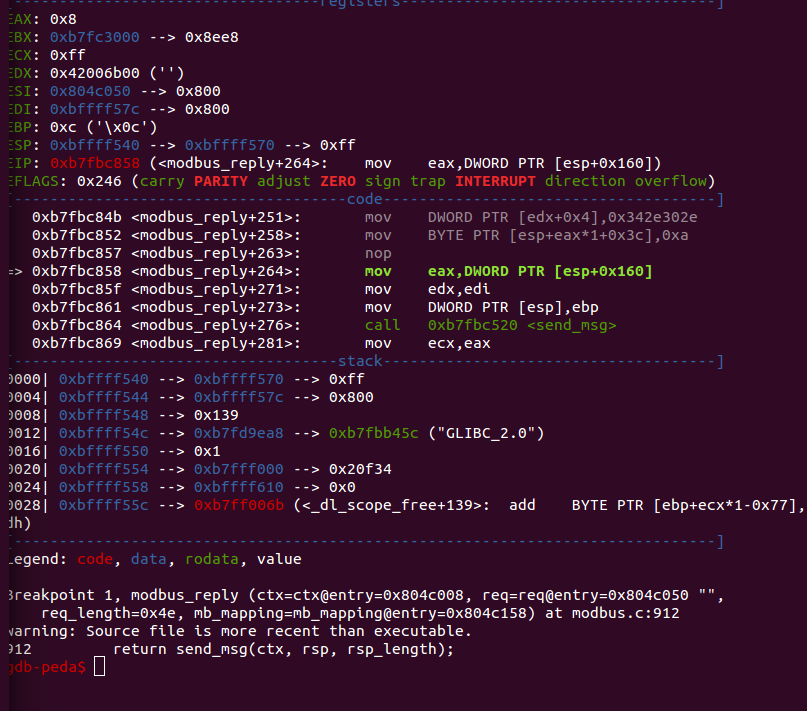 [----------------------------------registers-----------------------------------]
EAX: 0x8
EBX: 0xb7fc3000 --> 0x8ee8
ECX: 0xff
EDX: 0x42006b00 ('')
ESI: 0x804c050 --> 0x800
EDI: 0xbffff57c --> 0x800
EBP: 0xc ('\x0c')
ESP: 0xbffff540 --> 0xbffff570 --> 0xff
EIP: 0xb7fbc858 (<modbus_reply+264>: mov eax,DWORD PTR [esp+0x160])
EFLAGS: 0x246 (carry PARITY adjust ZERO sign trap INTERRUPT direction overflow)
[-------------------------------------code-------------------------------------]
0xb7fbc84b <modbus_reply+251>: mov DWORD PTR [edx+0x4],0x342e302e
0xb7fbc852 <modbus_reply+258>: mov BYTE PTR [esp+eax*1+0x3c],0xa
0xb7fbc857 <modbus_reply+263>: nop
=> 0xb7fbc858 <modbus_reply+264>: mov eax,DWORD PTR [esp+0x160]
0xb7fbc85f <modbus_reply+271>: mov edx,edi
0xb7fbc861 <modbus_reply+273>: mov DWORD PTR [esp],ebp
0xb7fbc864 <modbus_reply+276>: call 0xb7fbc520 <send_msg>
0xb7fbc869 <modbus_reply+281>: mov ecx,eax
[------------------------------------stack-------------------------------------]
0000| 0xbffff540 --> 0xbffff570 --> 0xff
0004| 0xbffff544 --> 0xbffff57c --> 0x800
0008| 0xbffff548 --> 0x139
0012| 0xbffff54c --> 0xb7fd9ea8 --> 0xb7fbb45c ("GLIBC_2.0")
0016| 0xbffff550 --> 0x1
0020| 0xbffff554 --> 0xb7fff000 --> 0x20f34
0024| 0xbffff558 --> 0xbffff610 --> 0x0
0028| 0xbffff55c --> 0xb7ff006b (<_dl_scope_free+139>: add BYTE PTR [ebp+ecx*1-0x77],
dh)
[------------------------------------------------------------------------------]
Legend: code, data, rodata, value

Breakpoint 1, modbus_reply (ctx=ctx@entry=0x804c008, req=req@entry=0x804c050 "",
req_length=0x4e, mb_mapping=mb_mapping@entry=0x804c158) at modbus.c:912
warning: Source file is more recent than executable.
912 return send_msg(ctx, rsp, rsp_length);
gdb-peda$